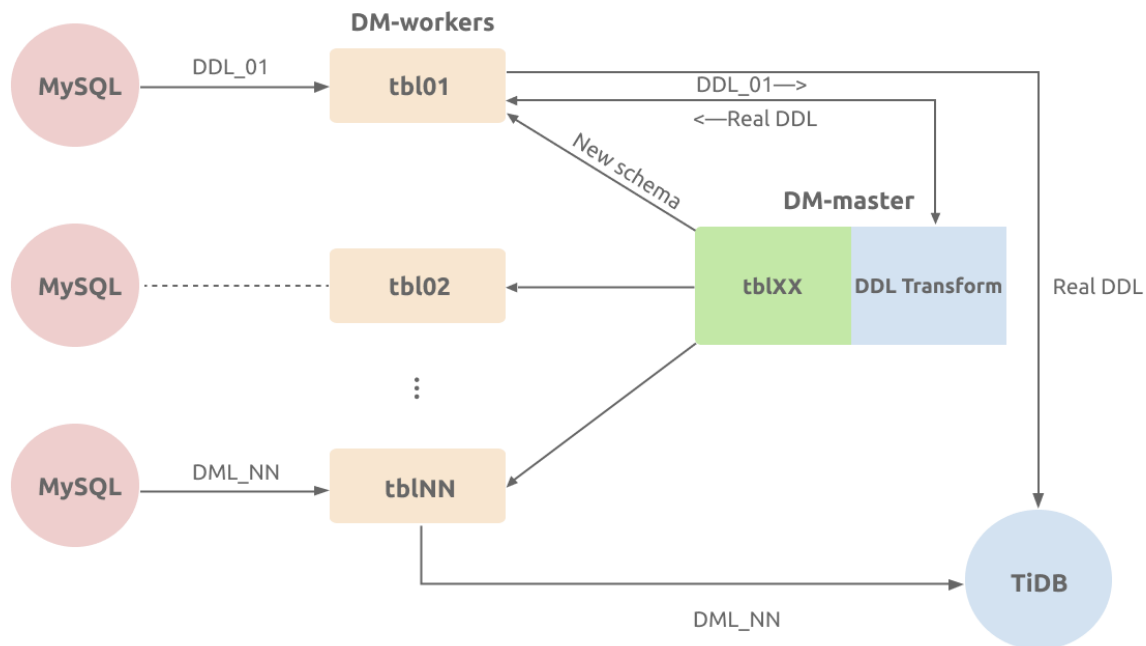 DM-workers
MySQL
DDL_01
tbl01
DDL_01—>
<—Real DDL
New schema
DM-master
MySQL
tbl02
tblXX
DDL Transform
Real DDL
MySQL
DML_NN
tblNN
TiDB
DML_NN